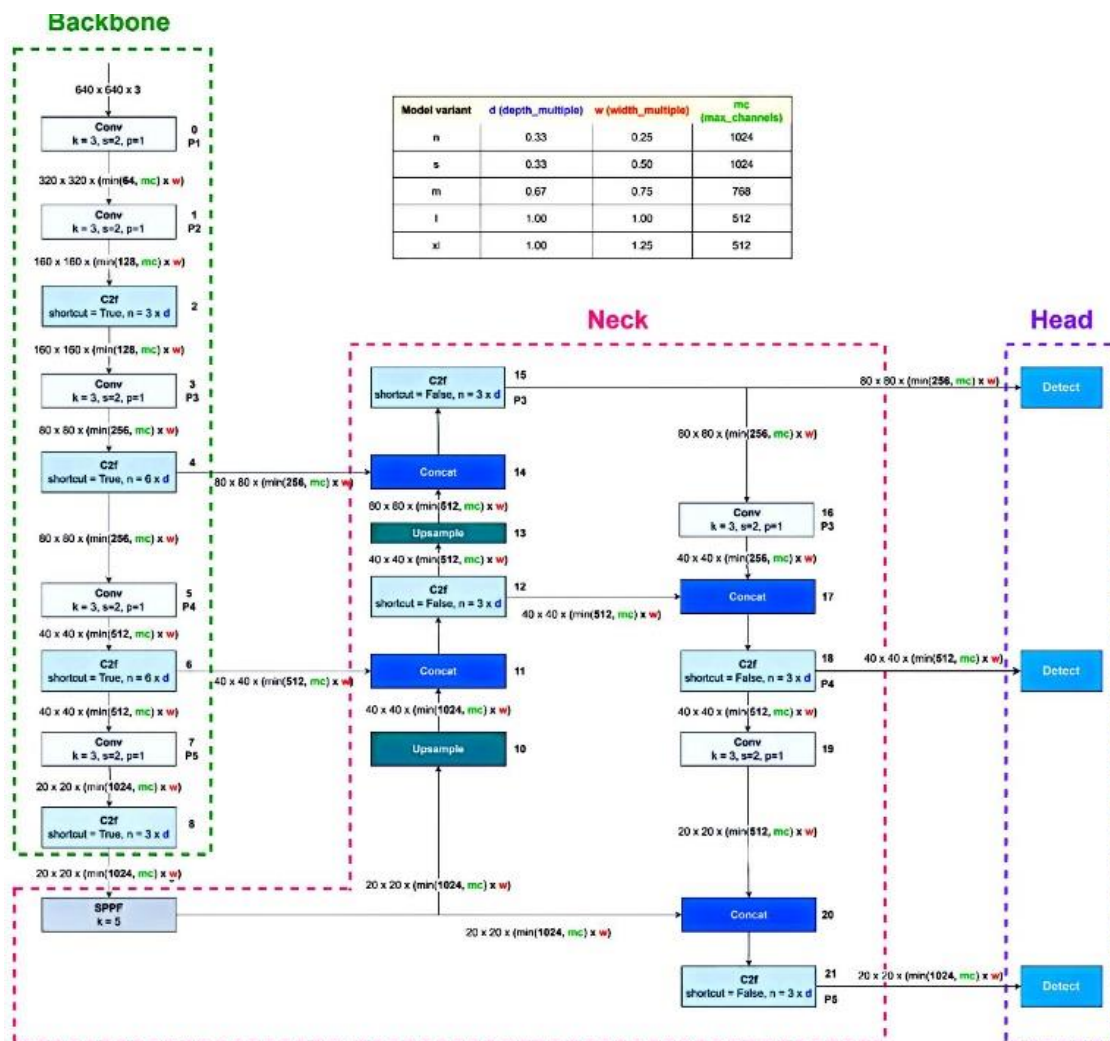 Backbone
640 x 640 x 3
Conv
k = 3, s=2, p=1
0
P1
320 x 320 x (min(64, mc) x w)
Conv
k = 3, s=2, p=1
1
P2
160 x 160 x (min(128, mc) x w)
C2f
shortcut = True, n = 3 x d
2
160 x 160 x (min(128, mc) x w)
Conv
k = 3, s=2, p=1
3
P3
80 x 80 x (min(256, mc) x w)
C2f
shortcut = True, n = 6 x d
4
80 x 80 x (min(256, mc) x w)
80 x 80 x (min(256, mc) x w)
Conv
k = 3, s=2, p=1
5
P4
40 x 40 x (min(512, mc) x w)
C2f
shortcut = True, n = 6 x d
6
40 x 40 x (min(512, mc) x w)
40 x 40 x (min(512, mc) x w)
Conv
k = 3, s=2, p=1
7
P5
20 x 20 x (min(1024, mc) x w)
C2f
shortcut = True, n = 3 x d
8
20 x 20 x (min(1024, mc) x w)
SPPF
k = 5
Model variant d (depth_multiple) w (width_multiple) mc (max_channels)
n 0.33 0.25 1024
s 0.33 0.50 1024
m 0.67 0.75 768
l 1.00 1.00 512
xl 1.00 1.25 512
Neck
C2f
shortcut = False, n = 3 x d
15
P3
Concat
14
80 x 80 x (min(512, mc) x w)
Upsample
13
40 x 40 x (min(512, mc) x w)
C2f
shortcut = False, n = 3 x d
12
40 x 40 x (min(512, mc) x w)
Concat
11
40 x 40 x (min(1024, mc) x w)
Upsample
10
20 x 20 x (min(1024, mc) x w)
20 x 20 x (min(1024, mc) x w)
80 x 80 x (min(256, mc) x w)
80 x 80 x (min(256, mc) x w)
Conv
k = 3, s=2, p=1
16
P3
40 x 40 x (min(256, mc) x w)
Concat
17
C2f
shortcut = False, n = 3 x d
18
P4
40 x 40 x (min(512, mc) x w)
40 x 40 x (min(512, mc) x w)
Conv
k = 3, s=2, p=1
19
20 x 20 x (min(512, mc) x w)
Concat
20
C2f
shortcut = False, n = 3 x d
21
P5
20 x 20 x (min(1024, mc) x w)
Head
Detect
Detect
Detect